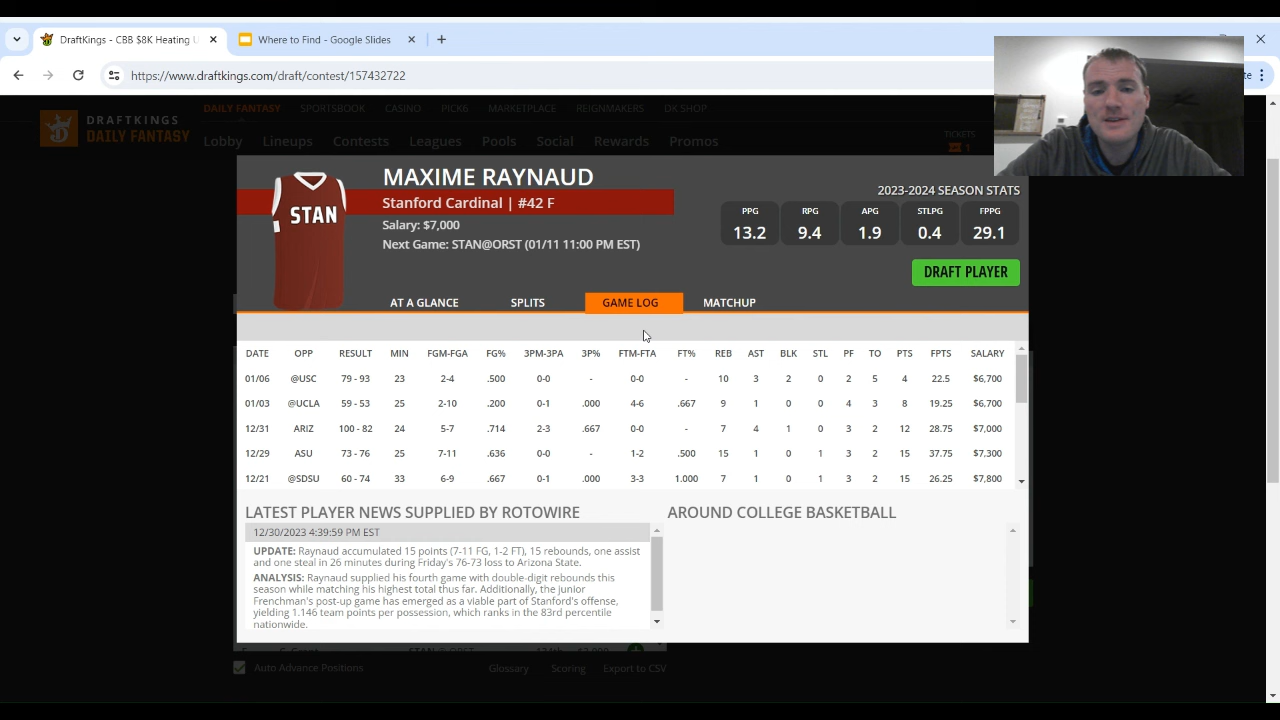 DraftKings - CBB $8K Heating U
Where to Find - Google Slides
https://www.draftkings.com/draft/contest/157432722
DAILY FANTASY SPORTSBOOK CASINO PICK6 MARKETPLACE REIGNMAKERS DK SHOP
DRAFTKINGS
DAILY FANTASY
Lobby Lineups Contests Leagues Pools Social Rewards Promos
TICKETS
1
MAXIME RAYNAUD
Stanford Cardinal | #42 F
Salary: $7,000
Next Game: STAN@ORST (01/11 11:00 PM EST)
STAN
2023-2024 SEASON STATS
PPG RPG APG STLPG FPPG
13.2 9.4 1.9 0.4 29.1
DRAFT PLAYER
AT A GLANCE SPLITS GAME LOG MATCHUP
DATE OPP RESULT MIN FGM-FGA FG% 3PM-3PA 3P% FTM-FTA FT% REB AST BLK STL PF TO PTS FPTS SALARY
01/06 @USC 79 - 93 23 2-4 .500 0-0 - 0-0 - 10 3 2 0 2 5 4 22.5 $6,700
01/03 @UCLA 59 - 53 25 2-10 .200 0-1 .000 4-6 .667 9 1 0 0 4 3 8 19.25 $6,700
12/31 ARIZ 100 - 82 24 5-7 .714 2-3 .667 0-0 - 7 4 1 0 3 2 12 28.75 $7,000
12/29 ASU 73 - 76 25 7-11 .636 0-0 - 1-2 .500 15 1 0 1 3 2 15 37.75 $7,300
12/21 @SDSU 60 - 74 33 6-9 .667 0-1 .000 3-3 1.000 7 1 0 1 3 2 15 26.25 $7,800
LATEST PLAYER NEWS SUPPLIED BY ROTOWIRE
12/30/2023 4:39:59 PM EST
UPDATE: Raynaud accumulated 15 points (7-11 FG, 1-2 FT), 15 rebounds, one assist
and one steal in 26 minutes during Friday's 76-73 loss to Arizona State.
ANALYSIS: Raynaud supplied his fourth game with double-digit rebounds this
season while matching his highest total thus far. Additionally, the junior
Frenchman's post-up game has emerged as a viable part of Stanford's offense,
yielding 1.146 team points per possession, which ranks in the 83rd percentile
nationwide.
AROUND COLLEGE BASKETBALL
Auto Advance Positions
Glossary Scoring Export to CSV